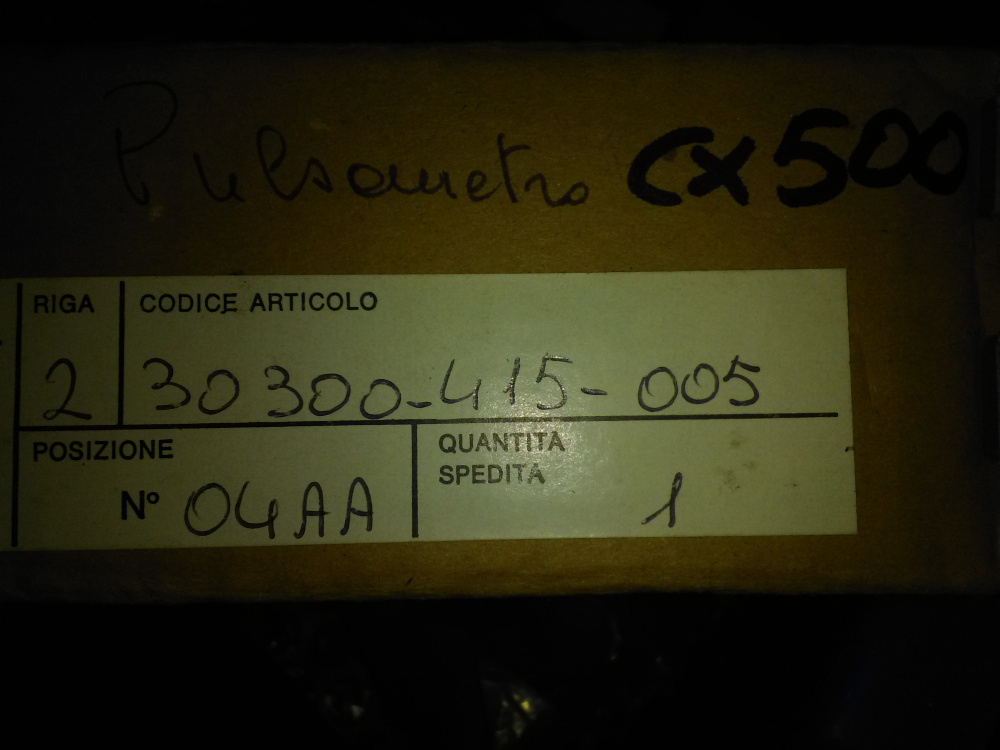 Pulsometro CX500
RIGA CODICE ARTICOLO
2 30300-415-005
POSIZIONE QUANTITA
SPEDITA
N° 04AA 1